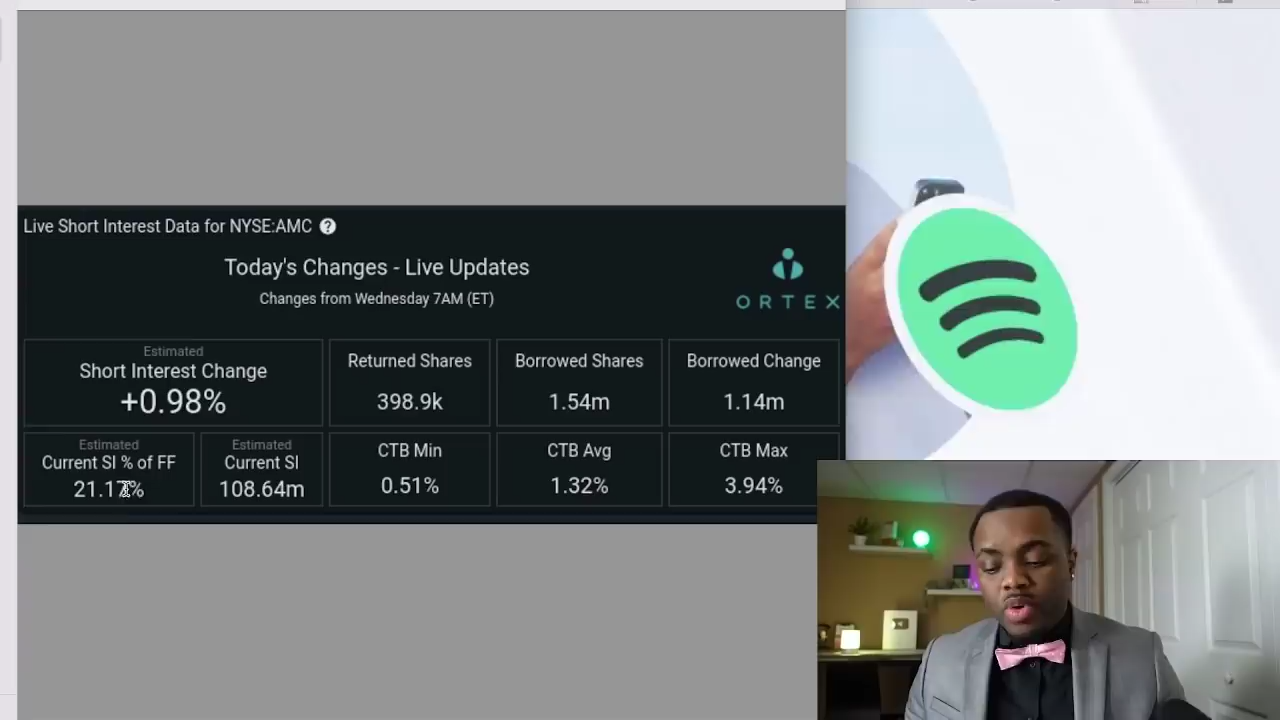 Live Short Interest Data for NYSE:AMC ?
Today's Changes - Live Updates
Changes from Wednesday 7AM (ET)
ORTEX
Estimated
Short Interest Change
+0.98%
Returned Shares
398.9k
Borrowed Shares
1.54m
Borrowed Change
1.14m
Estimated
Current SI % of FF
21.17%
Estimated
Current SI
108.64m
CTB Min
0.51%
CTB Avg
1.32%
CTB Max
3.94%